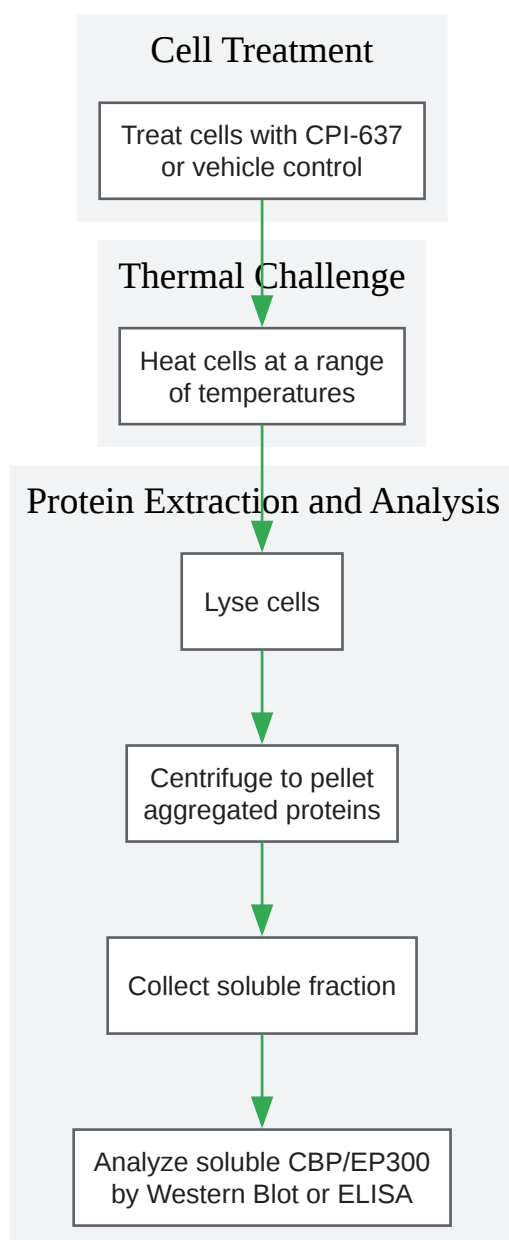 Cell Treatment
Treat cells with CPI-637
or vehicle control
Thermal Challenge
Heat cells at a range
of temperatures
Protein Extraction and Analysis
Lyse cells
Centrifuge to pellet
aggregated proteins
Collect soluble fraction
Analyze soluble CBP/EP300
by Western Blot or ELISA